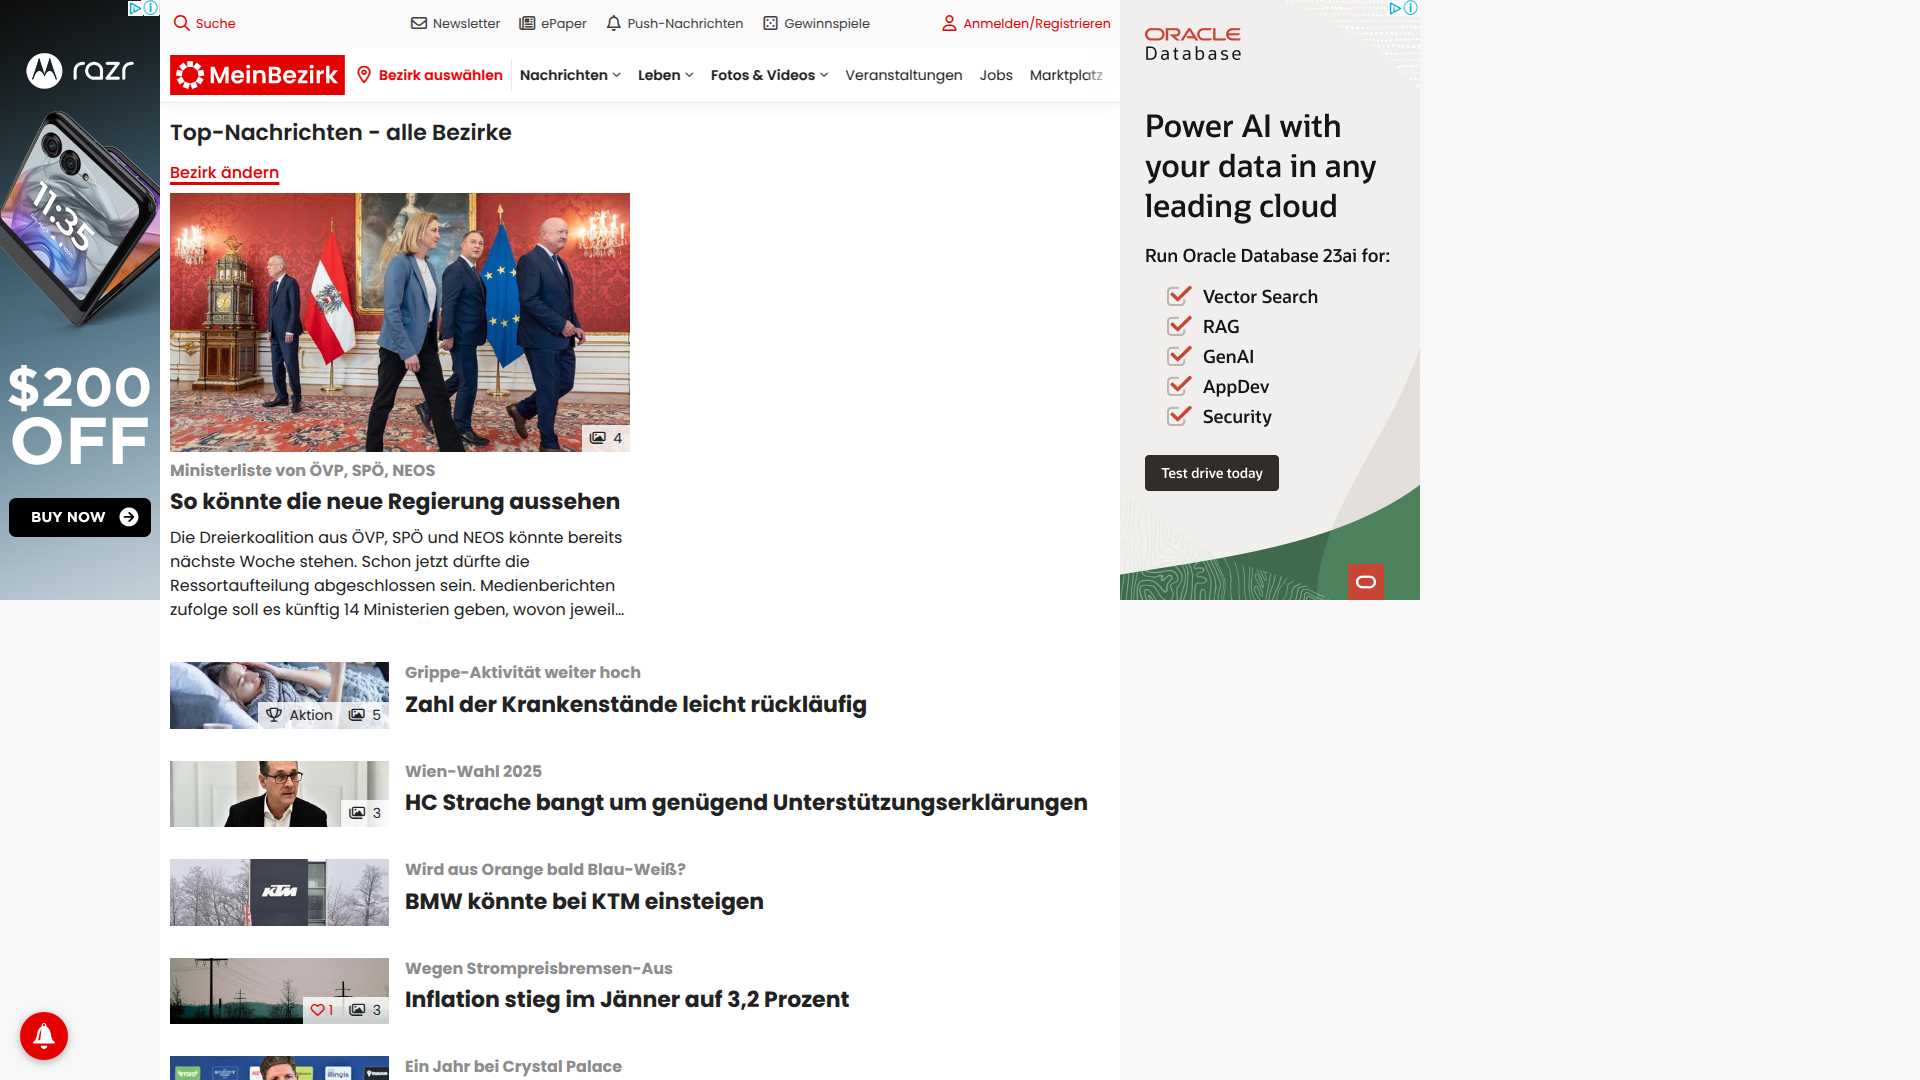 razr
11:35
$200
OFF
BUY NOW
Suche
Newsletter
ePaper
Push-Nachrichten
Gewinnspiele
Anmelden/Registrieren
MeinBezirk
Bezirk auswählen
Nachrichten
Leben
Fotos & Videos
Veranstaltungen
Jobs
Marktplatz
Top-Nachrichten - alle Bezirke
Bezirk ändern
4
Ministerliste von ÖVP, SPÖ, NEOS
So könnte die neue Regierung aussehen
Die Dreierkoalition aus ÖVP, SPÖ und NEOS könnte bereits
nächste Woche stehen. Schon jetzt dürfte die
Ressortaufteilung abgeschlossen sein. Medienberichten
zufolge soll es künftig 14 Ministerien geben, wovon jeweil...
Aktion 5
Grippe-Aktivität weiter hoch
Zahl der Krankenstände leicht rückläufig
3
Wien-Wahl 2025
HC Strache bangt um genügend Unterstützungserklärungen
KTM
Wird aus Orange bald Blau-Weiß?
BMW könnte bei KTM einsteigen
1 3
Wegen Strompreisbremsen-Aus
Inflation stieg im Jänner auf 3,2 Prozent
Ein Jahr bei Crystal Palace
ORACLE
Database
Power AI with
your data in any
leading cloud
Run Oracle Database 23ai for:
Vector Search
RAG
GenAI
AppDev
Security
Test drive today